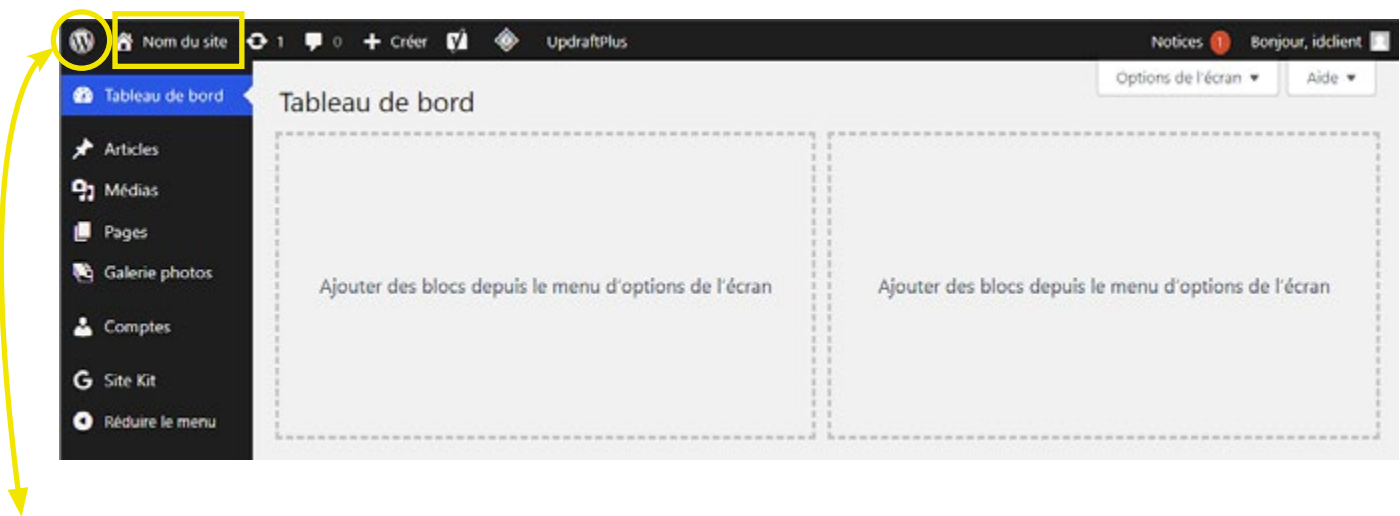 Nom du site 1 0 + Créer UpdraftPlus Notices 1 Bonjour, idclient
Options de l'écran ▼ Aide ▼
Tableau de bord
Tableau de bord
Articles
Médias
Pages
Galerie photos
Comptes
Site Kit
Réduire le menu
Ajouter des blocs depuis le menu d'options de l'écran
Ajouter des blocs depuis le menu d'options de l'écran